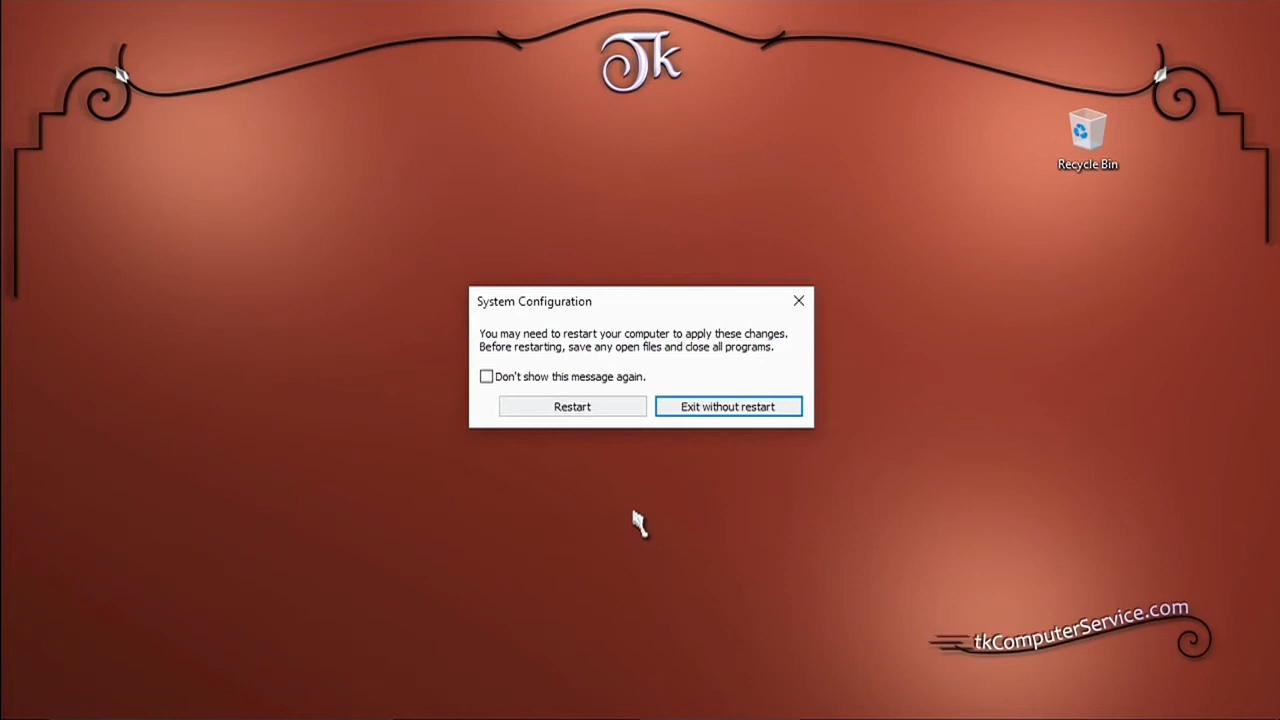 Tk
Recycle Bin
System Configuration
You may need to restart your computer to apply these changes.
Before restarting, save any open files and close all programs.
Don't show this message again.
Restart
Exit without restart
tkComputerService.com